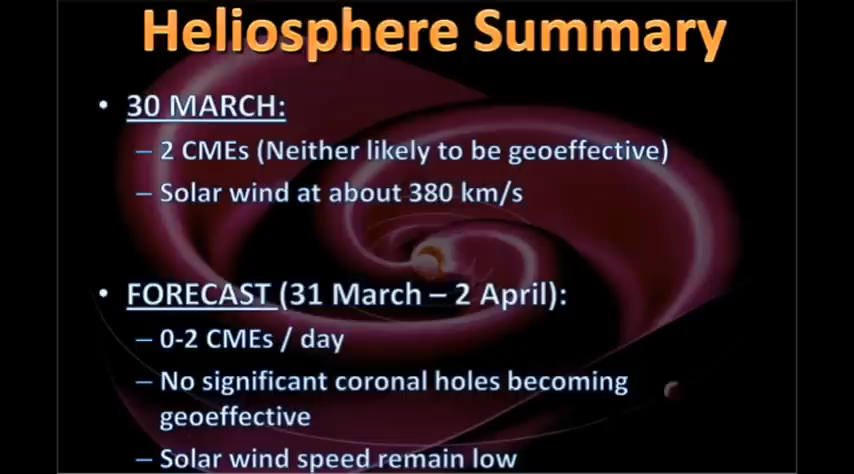 Heliosphere Summary
• 30 MARCH:
– 2 CMEs (Neither likely to be geoeffective)
– Solar wind at about 380 km/s
• FORECAST (31 March – 2 April):
– 0-2 CMEs / day
– No significant coronal holes becoming
geoeffective
– Solar wind speed remain low